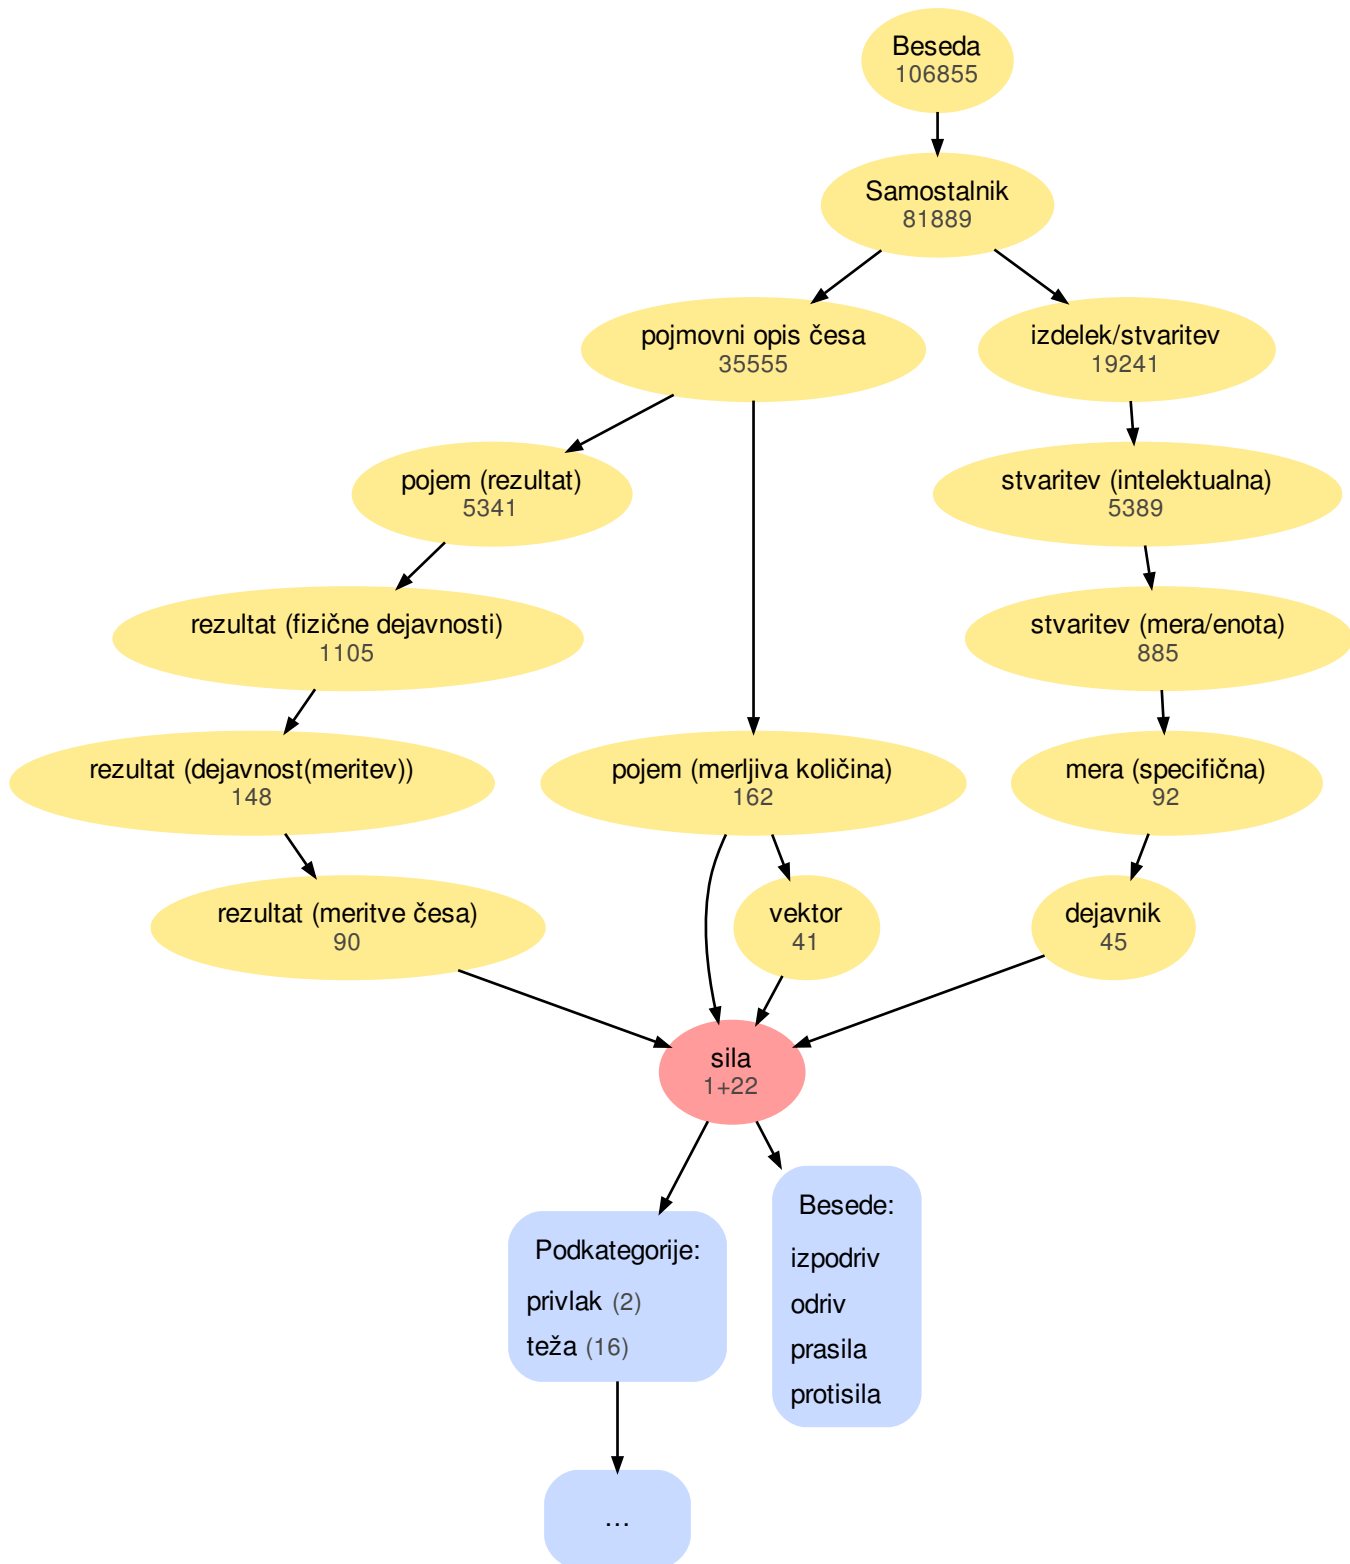 Beseda
106855
Samostalnik
81889
pojmovni opis česa
35555
izdelek/stvaritev
19241
pojem (rezultat)
5341
stvaritev (intelektualna)
5389
rezultat (fizične dejavnosti)
1105
stvaritev (mera/enota)
885
rezultat (dejavnost(meritev))
148
pojem (merljiva količina)
162
mera (specifična)
92
rezultat (meritve česa)
90
vektor
41
dejavnik
45
sila
1+22
Podkategorije:
privlak (2)
teža (16)
Besede:
izpodriv
odriv
prasila
protisila
...